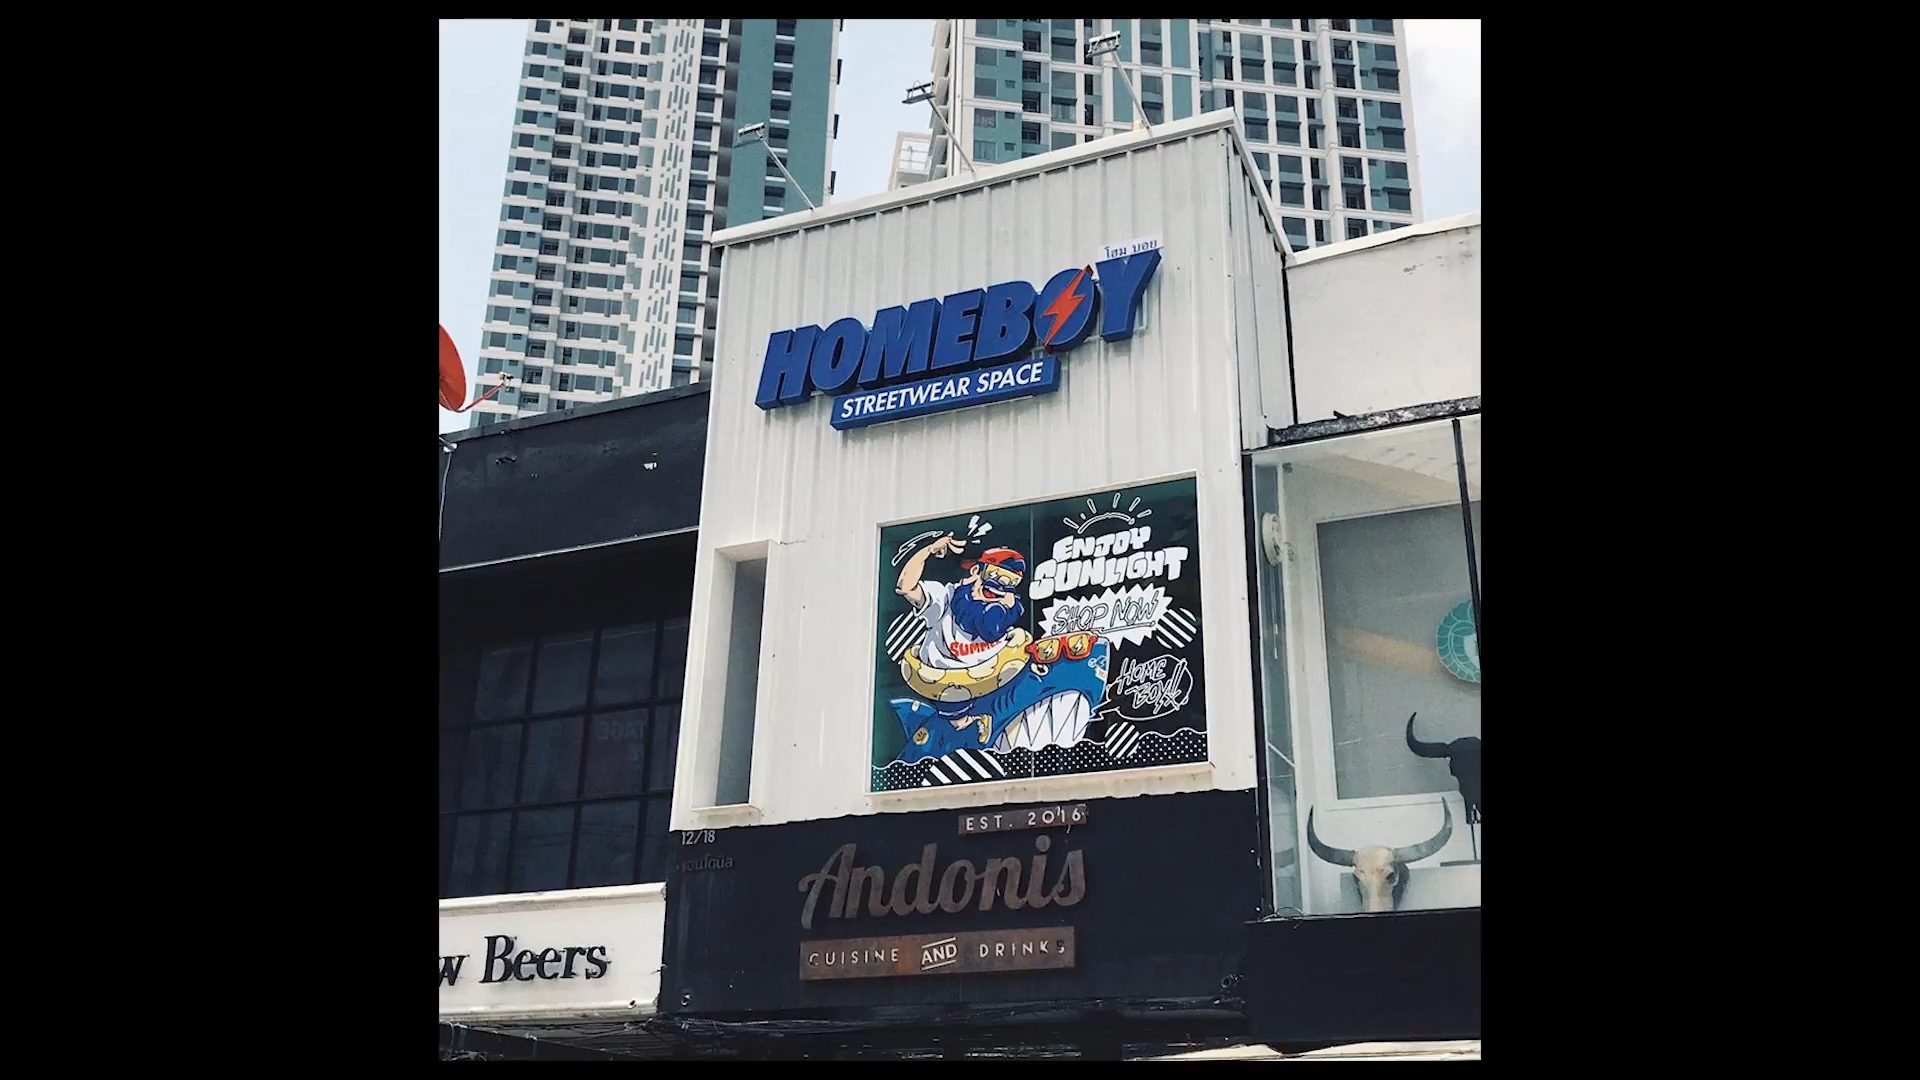 โฮม บอย
HOMEBOY
STREETWEAR SPACE
ENJOY
SUNLIGHT
SHOP NOW
SUMMER
HOME
BOY!!
EST. 2016
12/18
Andonis
CUISINE AND DRINKS
w Beers